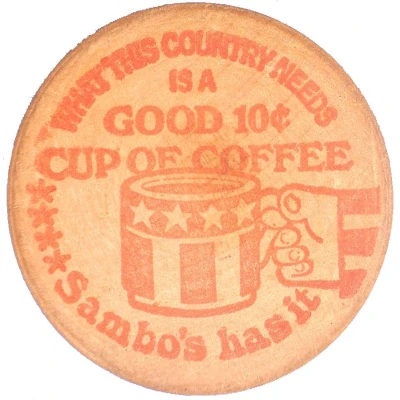 WHAT THIS COUNTRY NEEDS
IS A
GOOD 10¢
CUP OF COFFEE
Sambo's has it